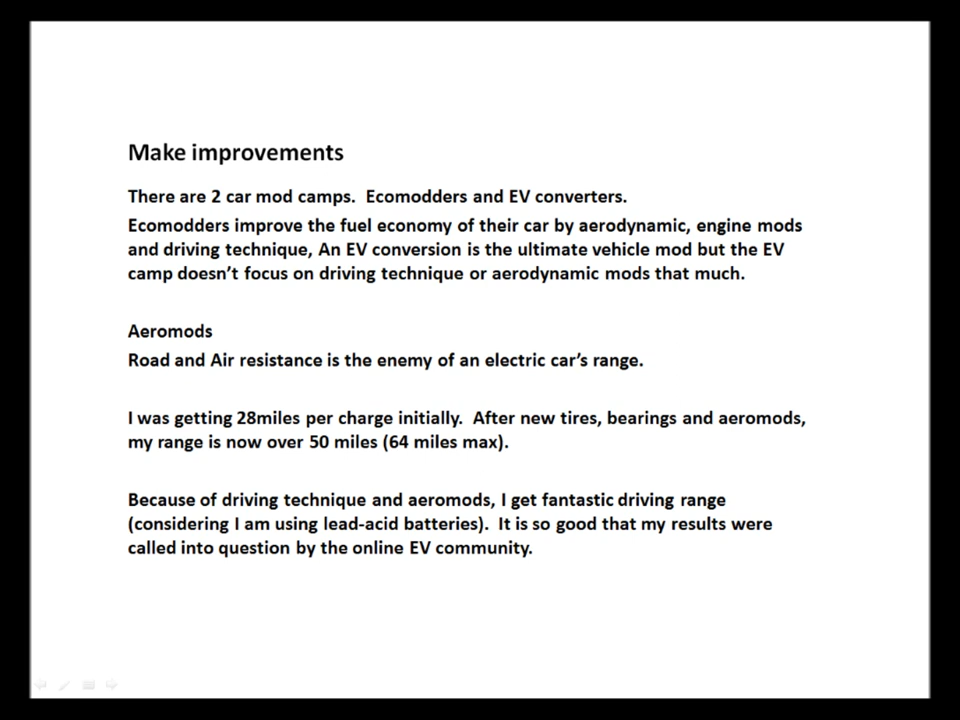 Make improvements
There are 2 car mod camps.  Ecomodders and EV converters.
Ecomodders improve the fuel economy of their car by aerodynamic, engine mods
and driving technique, An EV conversion is the ultimate vehicle mod but the EV
camp doesn’t focus on driving technique or aerodynamic mods that much.
Aeromods
Road and Air resistance is the enemy of an electric car’s range.
I was getting 28miles per charge initially.  After new tires, bearings and aeromods,
my range is now over 50 miles (64 miles max).
Because of driving technique and aeromods, I get fantastic driving range
(considering I am using lead-acid batteries).  It is so good that my results were
called into question by the online EV community.